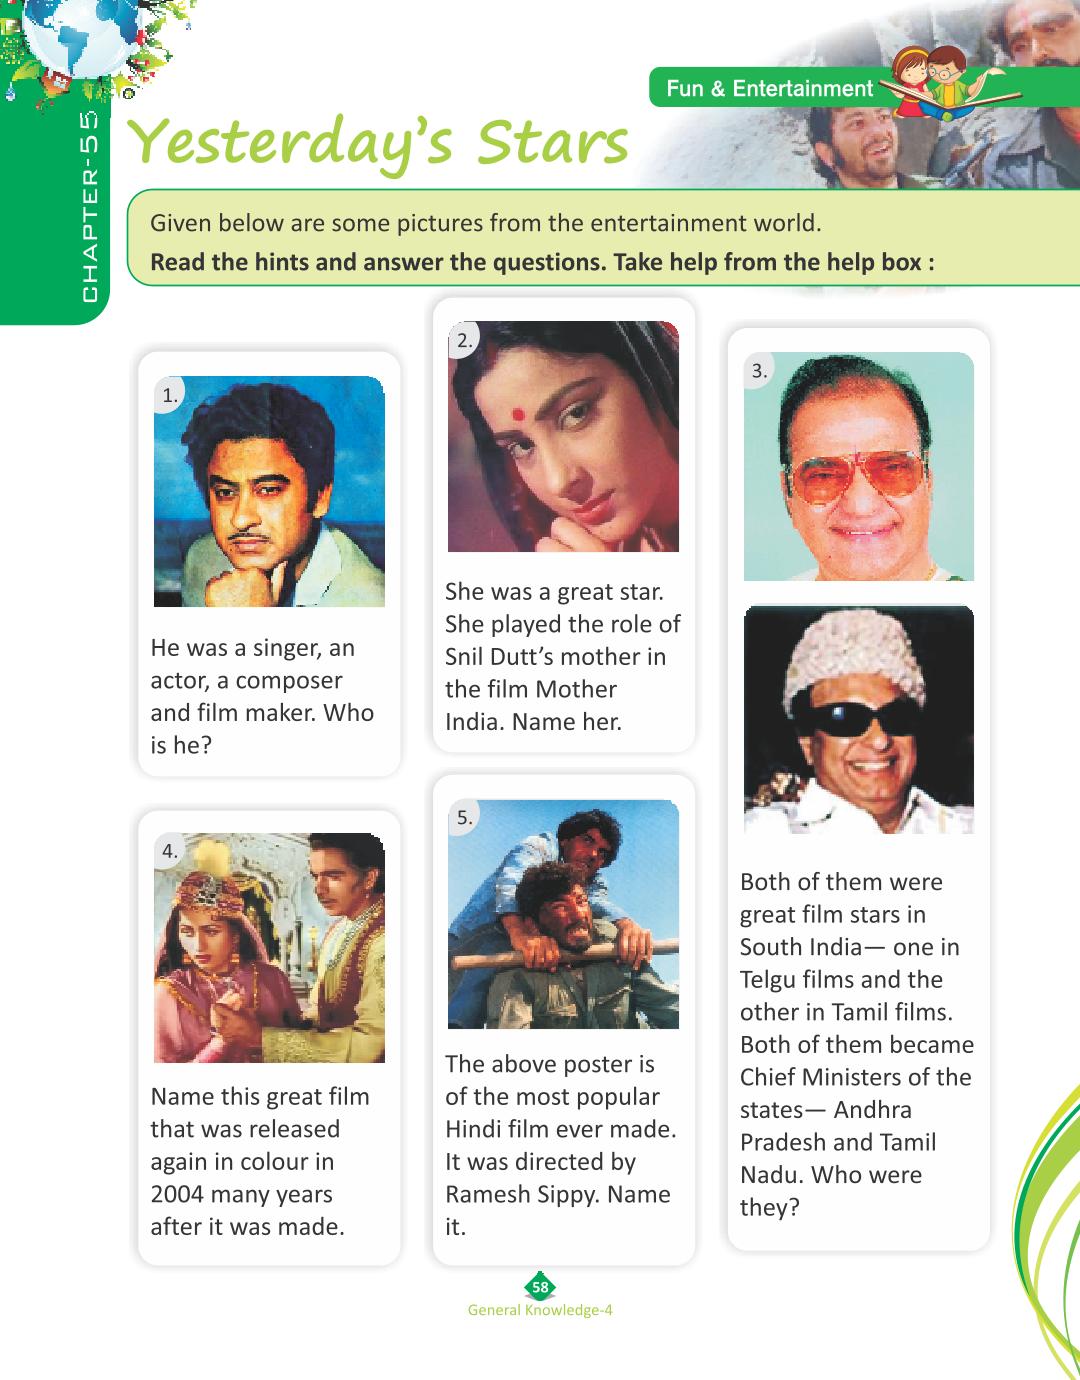 Fun & Entertainment
CHAPTER-55
Yesterday's Stars
Given below are some pictures from the entertainment world.
Read the hints and answer the questions. Take help from the help box :
1.
He was a singer, an
actor, a composer
and film maker. Who
is he?
2.
She was a great star.
She played the role of
Snil Dutt's mother in
the film Mother
India. Name her.
3.
Both of them were
great film stars in
South India— one in
Telgu films and the
other in Tamil films.
Both of them became
Chief Ministers of the
states— Andhra
Pradesh and Tamil
Nadu. Who were
they?
4.
Name this great film
that was released
again in colour in
2004 many years
after it was made.
5.
The above poster is
of the most popular
Hindi film ever made.
It was directed by
Ramesh Sippy. Name
it.
58
General Knowledge-4